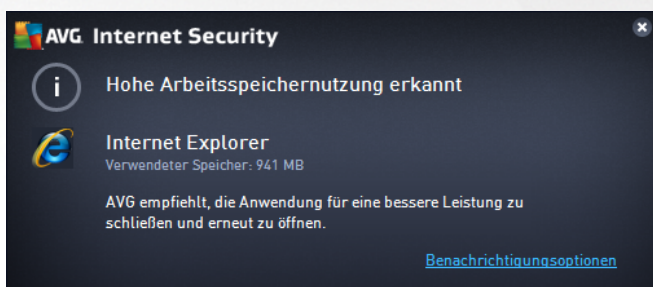 AVG. Internet Security
i
Hohe Arbeitsspeichernutzung erkannt
Internet Explorer
Verwendeter Speicher: 941 MB
AVG empfiehlt, die Anwendung für eine bessere Leistung zu
schließen und erneut zu öffnen.
Benachrichtigungsoptionen